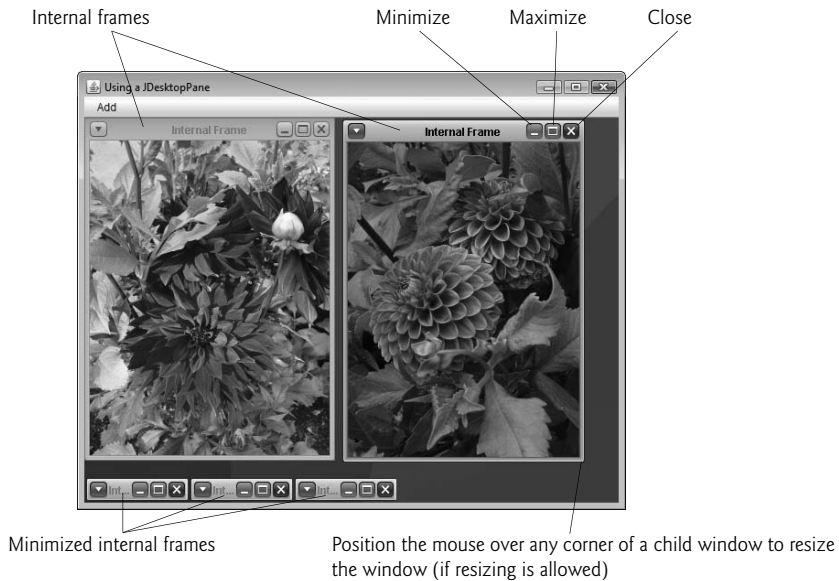 Internal frames
Minimize
Maximize
Close
Using a JDesktopPane
Add
Internal Frame
Internal Frame
Int...
Int...
Int...
Minimized internal frames
Position the mouse over any corner of a child window to resize
the window (if resizing is allowed)